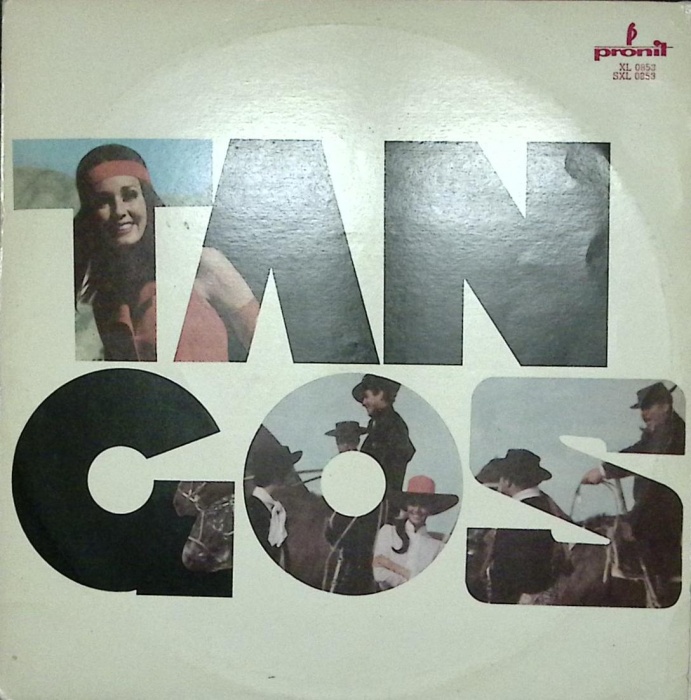 pronit
XL 0853
SXL 0853
TAN
GOS